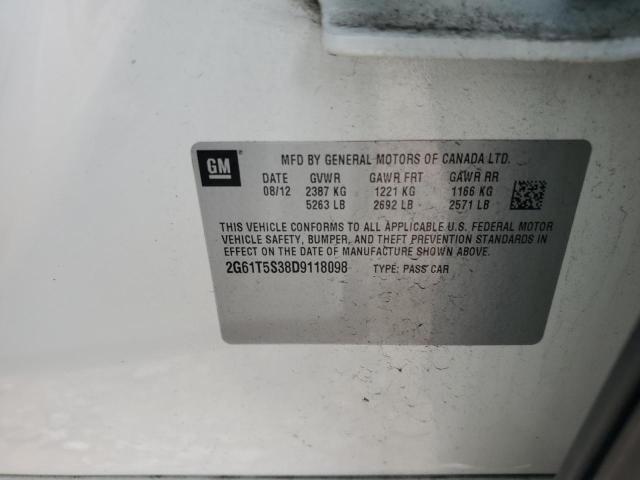 GM
MFD BY GENERAL MOTORS OF CANADA LTD.
DATE GVWR GAWR FRT GAWR RR
08/12 2387 KG 1221 KG 1166 KG
5263 LB 2692 LB 2571 LB
THIS VEHICLE CONFORMS TO ALL APPLICABLE U.S. FEDERAL MOTOR
VEHICLE SAFETY, BUMPER, AND THEFT PREVENTION STANDARDS
IN EFFECT ON THE DATE OF MANUFACTURE SHOWN ABOVE.
2G61T5S38D9118098 TYPE: PASS CAR